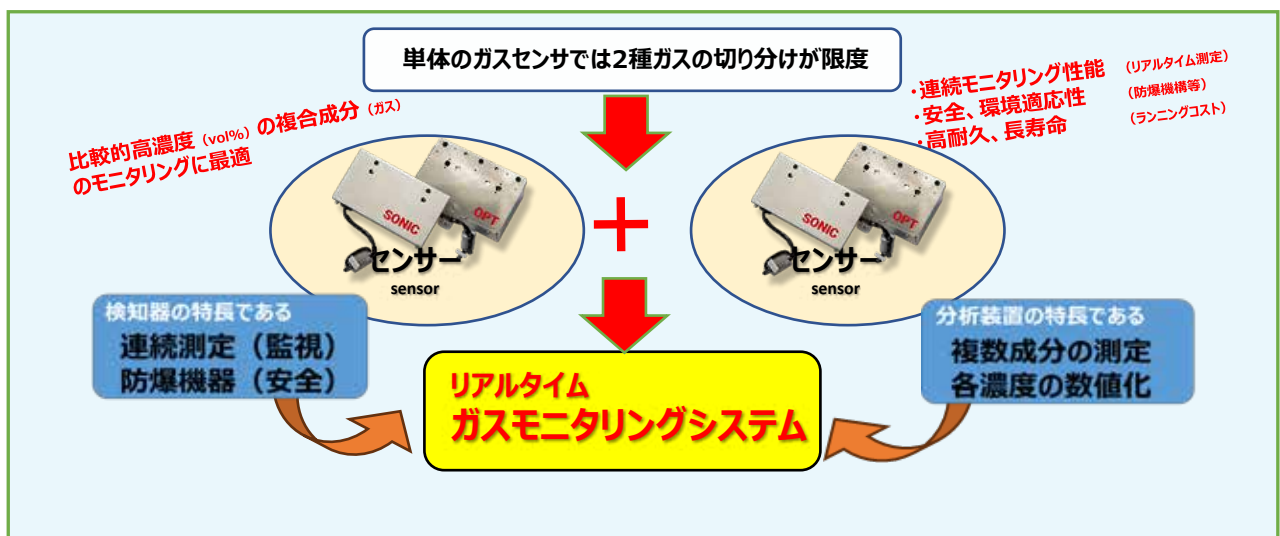 単体のガスセンサでは2種ガスの切り分けが限度
比較的高濃度（vol%）の複合成分（ガス）
のモニタリングに最適
・連続モニタリング性能　（リアルタイム測定）
・安全、環境適応性　（防爆機構等）
・高耐久、長寿命　（ランニングコスト）
SONIC
OPT
センサー
sensor
+
SONIC
OPT
センサー
sensor
検知器の特長である
連続測定（監視）
防爆機器（安全）
分析装置の特長である
複数成分の測定
各濃度の数値化
リアルタイム
ガスモニタリングシステム